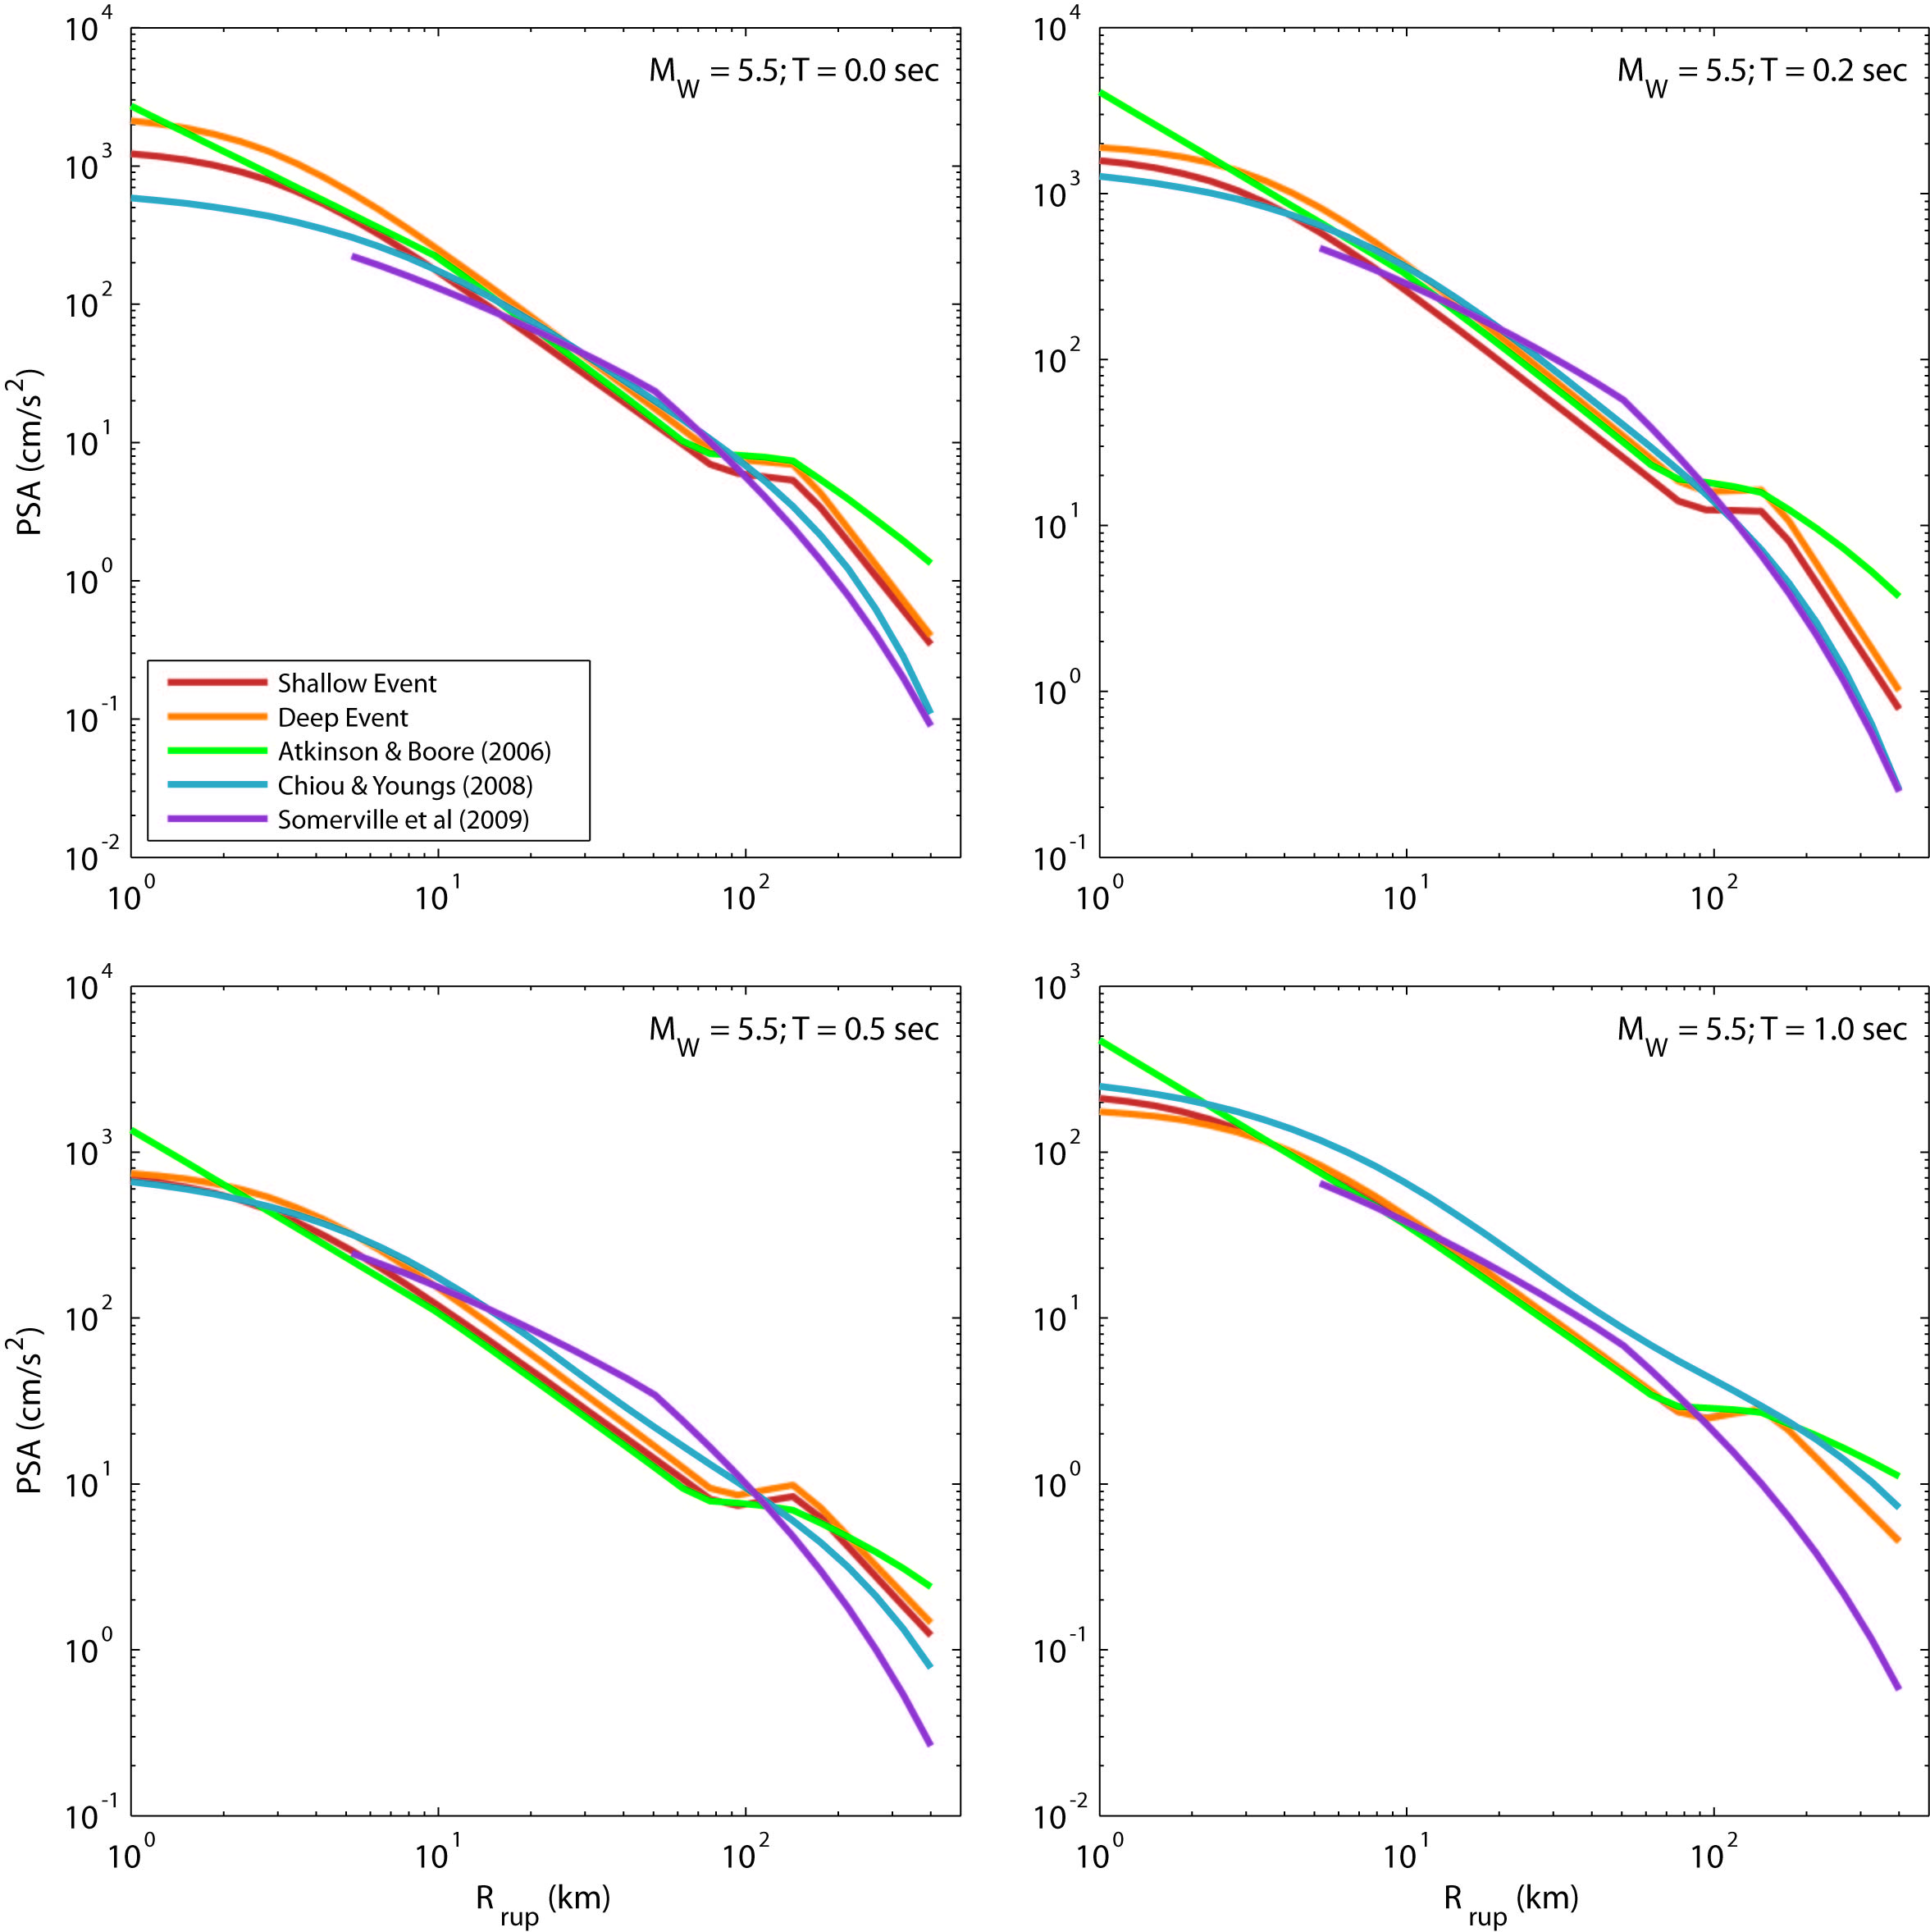 M_W = 5.5; T = 0.0 sec
PSA (cm/s^2)
10^4
10^3
10^2
10^1
10^0
10^-1
10^-2
Shallow Event
Deep Event
Atkinson & Boore (2006)
Chiou & Youngs (2008)
Somerville et al (2009)
10^0 10^1 10^2
M_W = 5.5; T = 0.2 sec
10^4
10^3
10^2
10^1
10^0
10^-1
10^0 10^1 10^2
M_W = 5.5; T = 0.5 sec
PSA (cm/s^2)
10^4
10^3
10^2
10^1
10^0
10^-1
10^0 10^1 10^2
R_rup (km)
M_W = 5.5; T = 1.0 sec
10^3
10^2
10^1
10^0
10^-1
10^-2
10^0 10^1 10^2
R_rup (km)